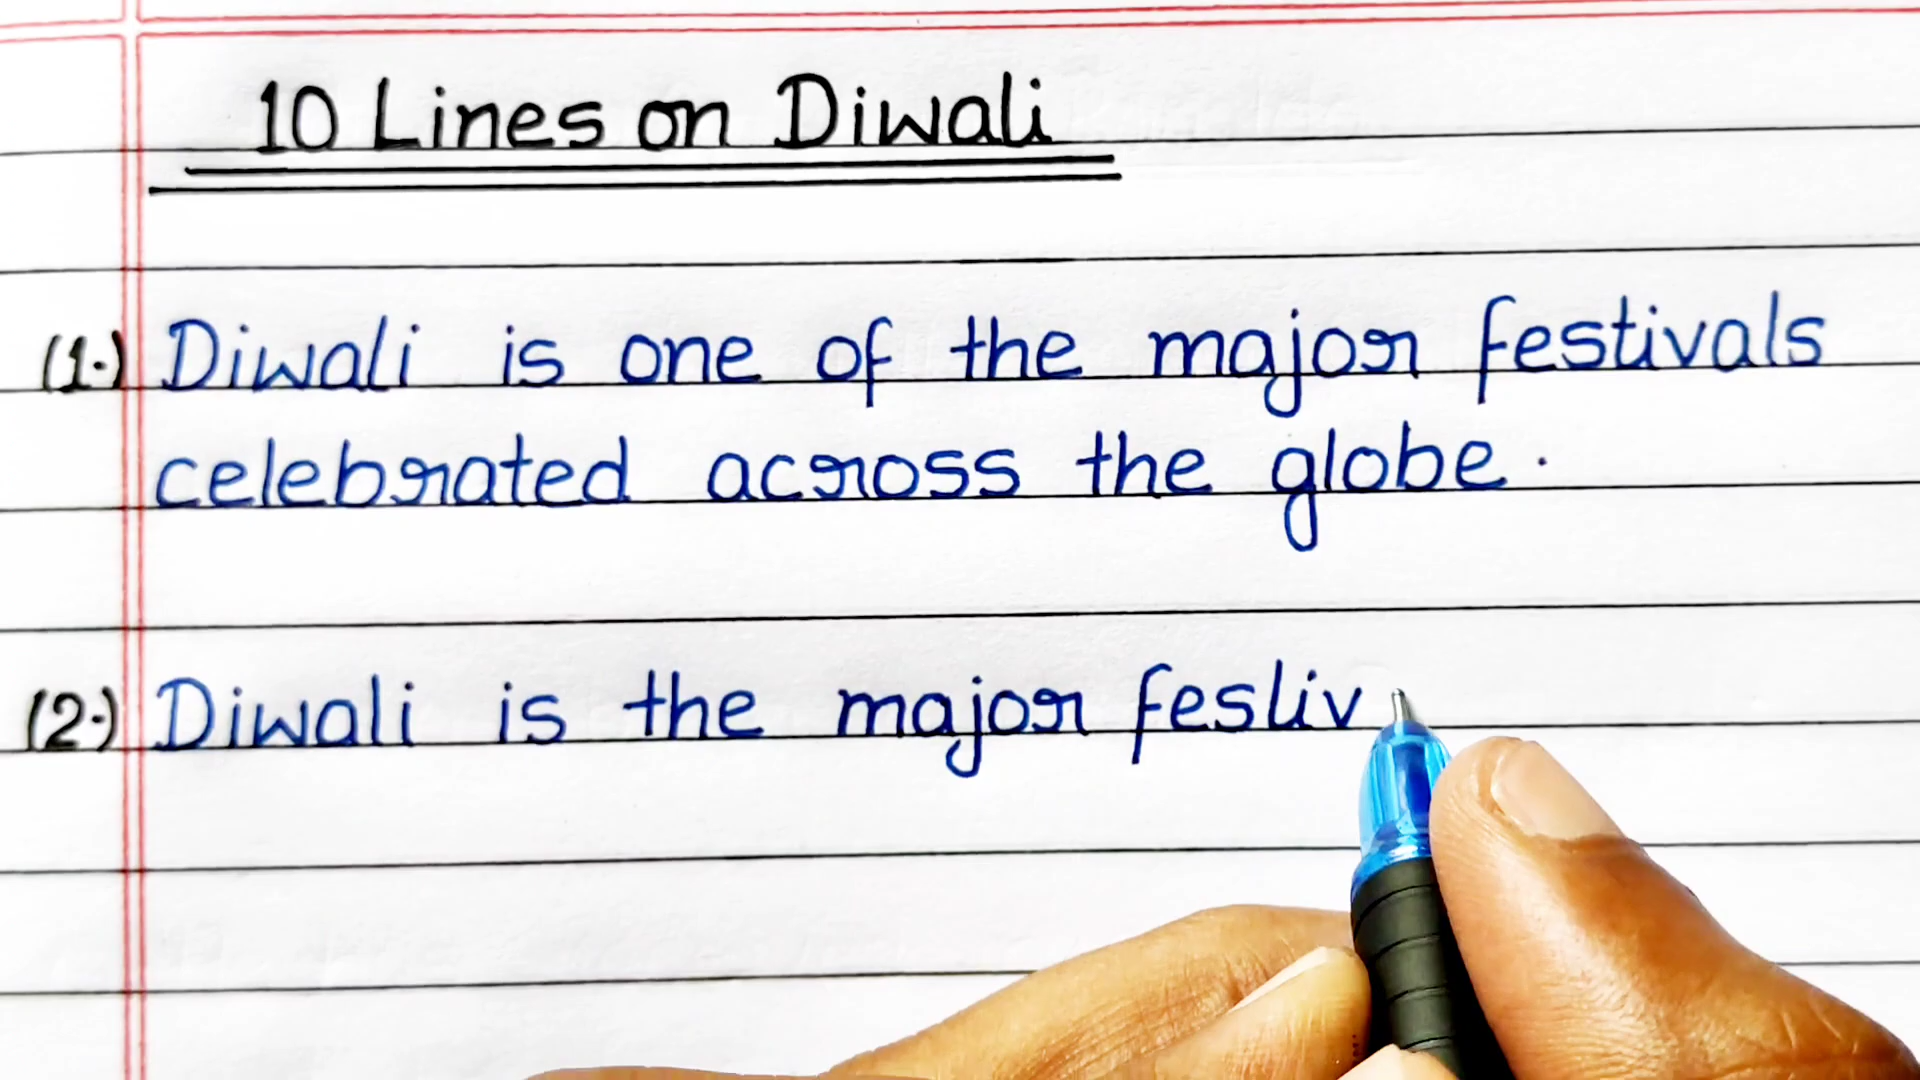 10 Lines on Diwali
(1.) Diwali is one of the major festivals
celebrated across the globe.
(2.) Diwali is the major festiv